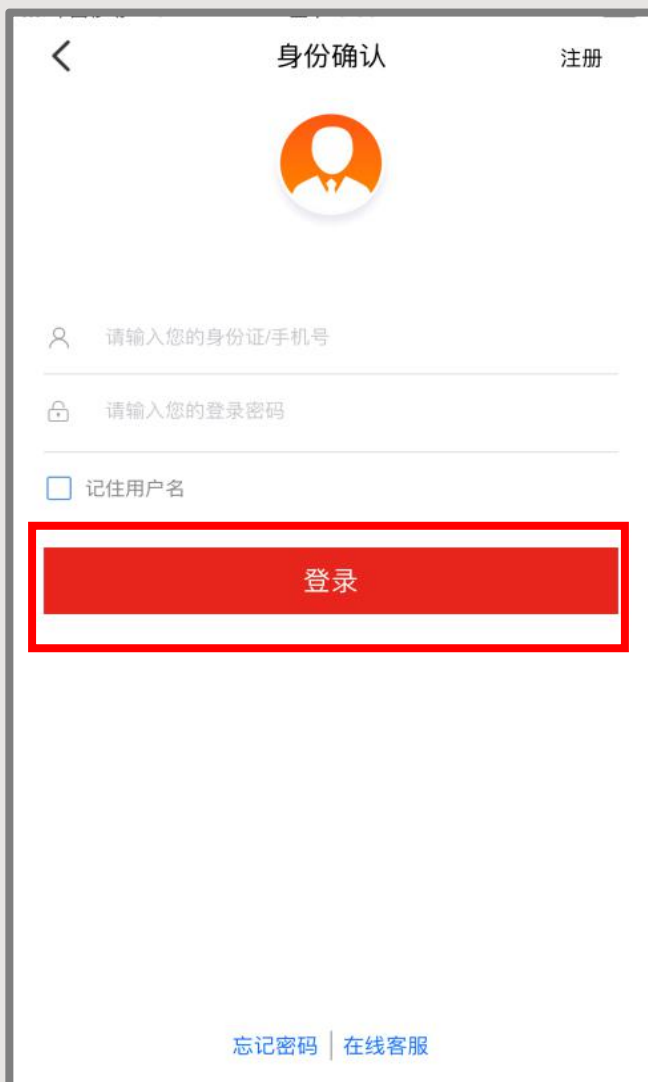 身份确认 注册
请输入您的身份证/手机号
请输入您的登录密码
记住用户名
登录
忘记密码 在线客服